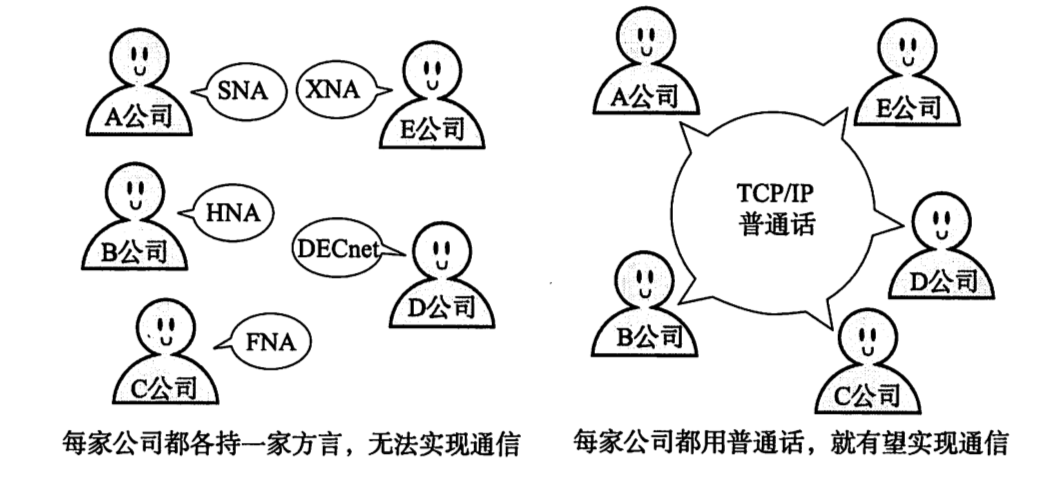 SNA
XNA
A公司
E公司
HNA
B公司
DECnet
D公司
FNA
C公司
每家公司都各持一家方言，无法实现通信
A公司
E公司
TCP/IP
普通话
D公司
B公司
C公司
每家公司都用普通话，就有望实现通信